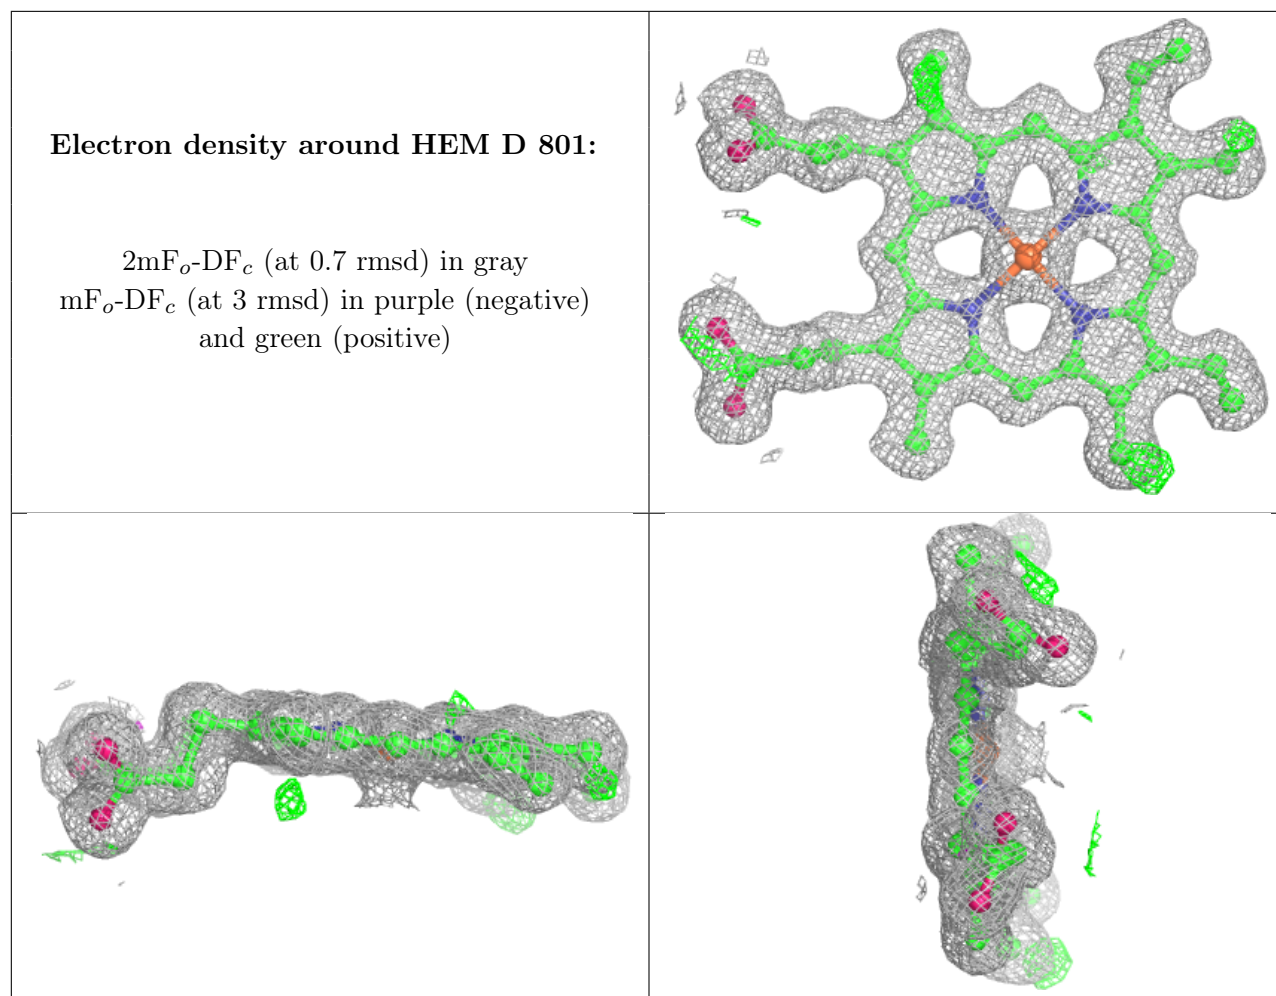 Electron density around HEM D 801:
2mFo-DFc (at 0.7 rmsd) in gray
mFo-DFc (at 3 rmsd) in purple (negative)
and green (positive)